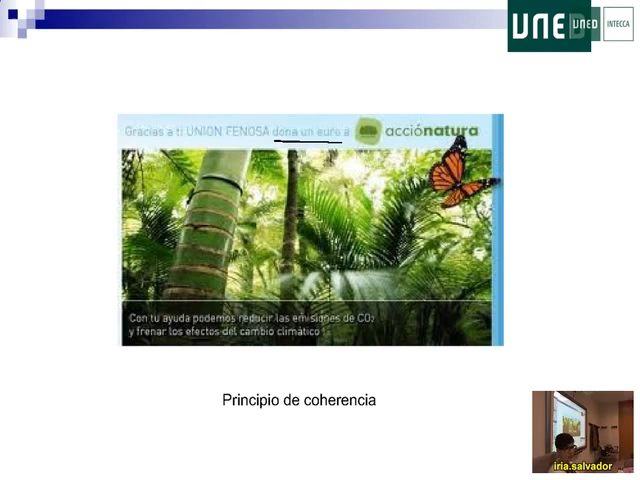 UNED
UNED
INTECCA
Gracias a ti UNION FENOSA dona un euro a acciónatura
Con tu ayuda podemos reducir las emisiones de CO₂
y frenar los efectos del cambio climático
Principio de coherencia
iria.salvador